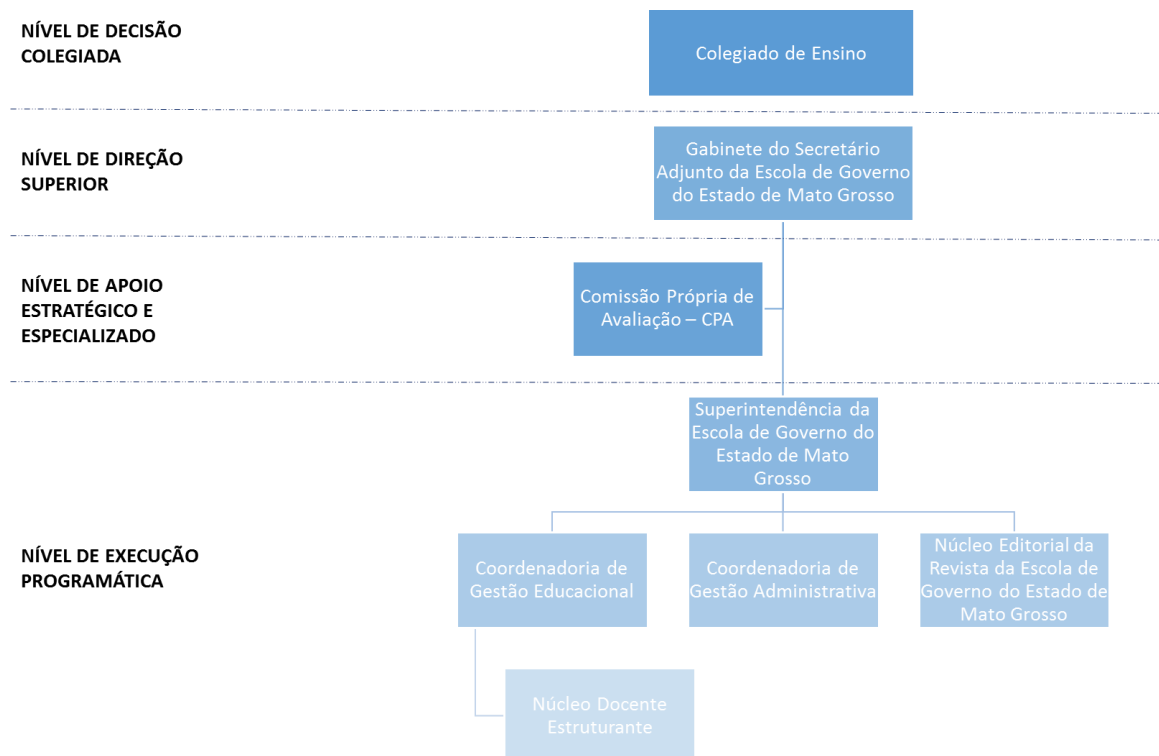 NÍVEL DE DECISÃO
COLEGIADA
Colegiado de Ensino
NÍVEL DE DIREÇÃO
SUPERIOR
Gabinete do Secretário
Adjunto da Escola de Governo
do Estado de Mato Grosso
NÍVEL DE APOIO
ESTRATÉGICO E
ESPECIALIZADO
Comissão Própria de
Avaliação – CPA
Superintendência da
Escola de Governo do
Estado de Mato
Grosso
NÍVEL DE EXECUÇÃO
PROGRAMÁTICA
Coordenadoria de
Gestão Educacional
Coordenadoria de
Gestão Administrativa
Núcleo Editorial da
Revista da Escola de
Governo do Estado de
Mato Grosso
Núcleo Docente
Estruturante